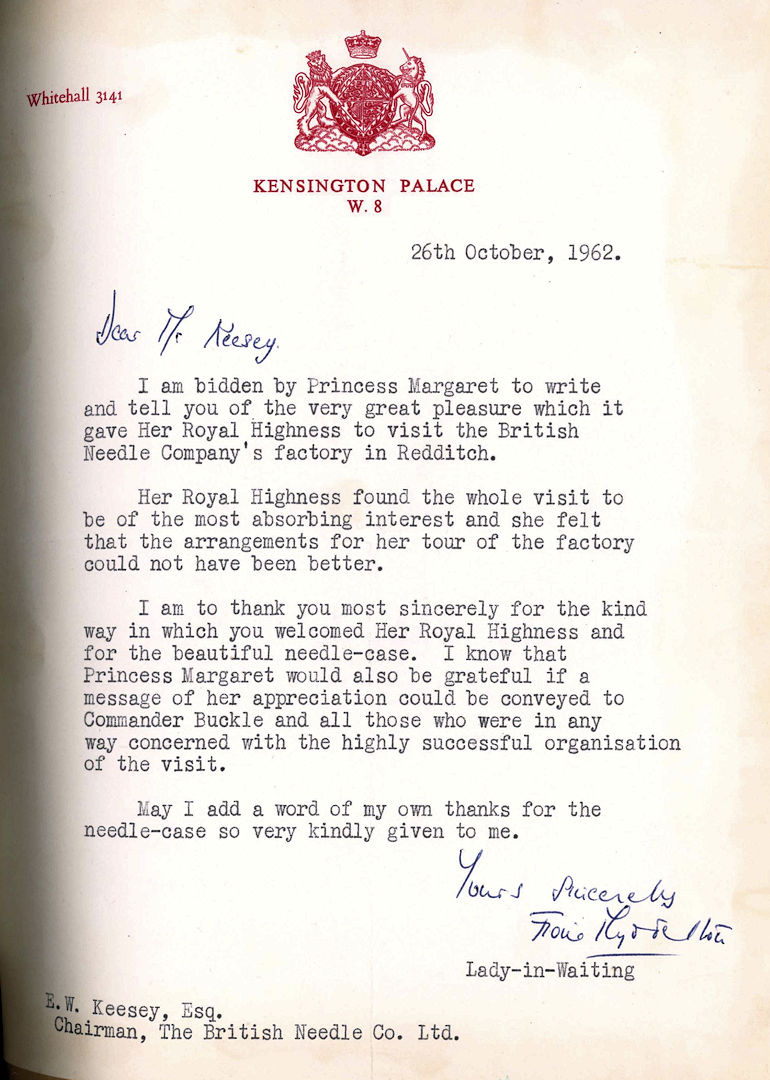 Whitehall 3141
KENSINGTON PALACE
W. 8
26th October, 1962.
Dear Mr Keesey.
I am bidden by Princess Margaret to write
and tell you of the very great pleasure which it
gave Her Royal Highness to visit the British
Needle Company's factory in Redditch.
Her Royal Highness found the whole visit to
be of the most absorbing interest and she felt
that the arrangements for her tour of the factory
could not have been better.
I am to thank you most sincerely for the kind
way in which you welcomed Her Royal Highness and
for the beautiful needle-case.  I know that
Princess Margaret would also be grateful if a
message of her appreciation could be conveyed to
Commander Buckle and all those who were in any
way concerned with the highly successful organisation
of the visit.
May I add a word of my own thanks for the
needle-case so very kindly given to me.
Yours sincerely
Lady-in-Waiting
E.W. Keesey, Esq.
Chairman, The British Needle Co. Ltd.